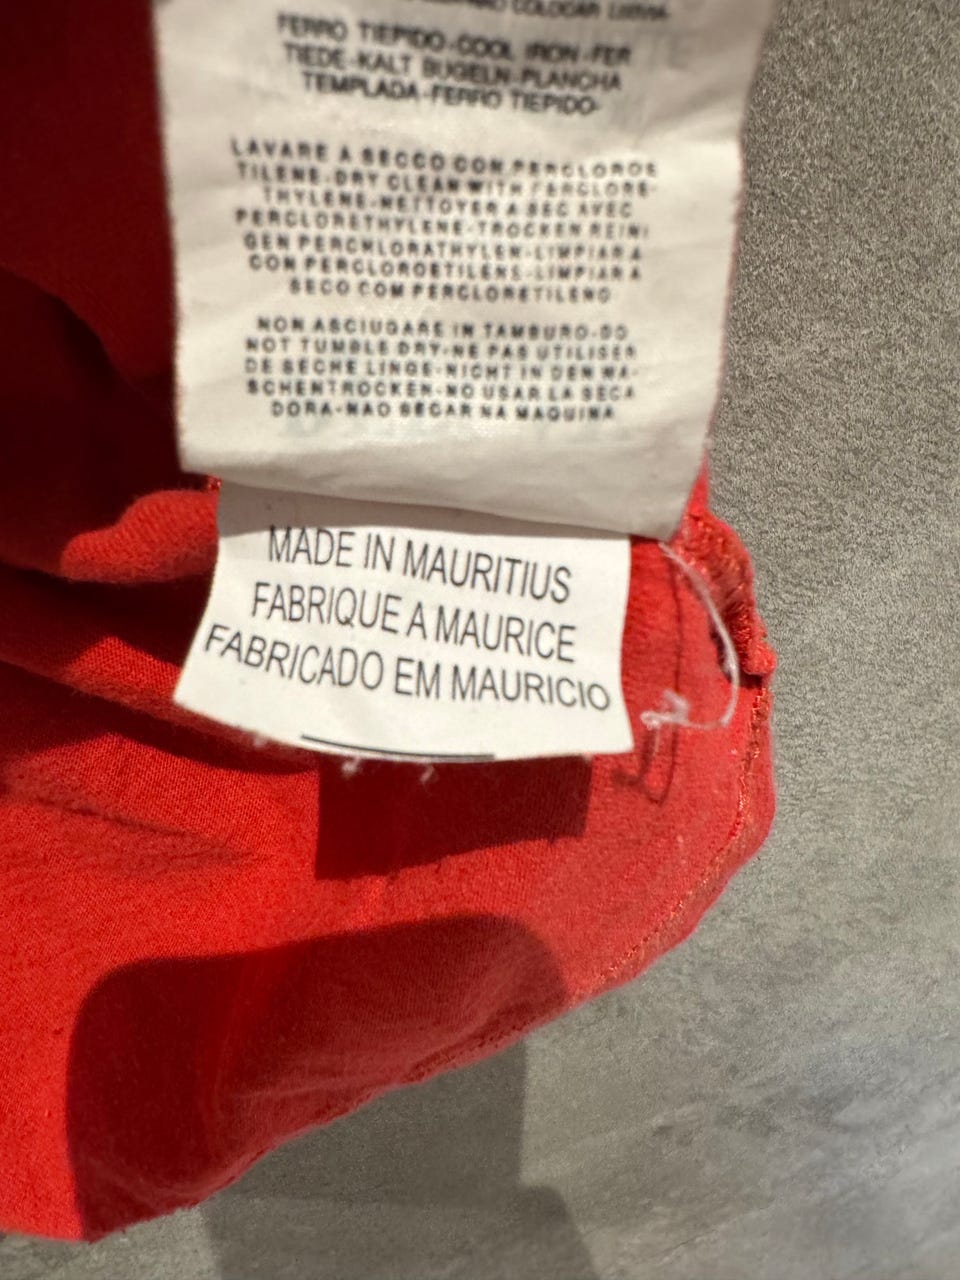 COLOCAR LIXIVIA
FERRO TIEPIDO-COOL IRON-FER
TIEDE-KALT BUGELN-PLANCHA
TEMPLADA-FERRO TIEPIDO-
LAVARE A SECCO CON PERCLOROE
TILENE-DRY CLEAN WITH PERCLORE-
THYLENE-NETTOYER A SEC AVEC
PERCLORETHYLENE-TROCKEN REINI
GEN PERCHLORATHYLEN-LIMPIAR A
CON PERCLOROETILENE-LIMPIAR A
SECO COM PERCLORETILENO
NON ASCIUGARE IN TAMBURO-DO
NOT TUMBLE DRY-NE PAS UTILISER
DE SECHE LINGE-NICHT IN DEN WA-
SCHENTROCKEN-NO USAR LA SECA
DORA-NAO SECAR NA MAQUINA
MADE IN MAURITIUS
FABRIQUE A MAURICE
FABRICADO EM MAURICIO